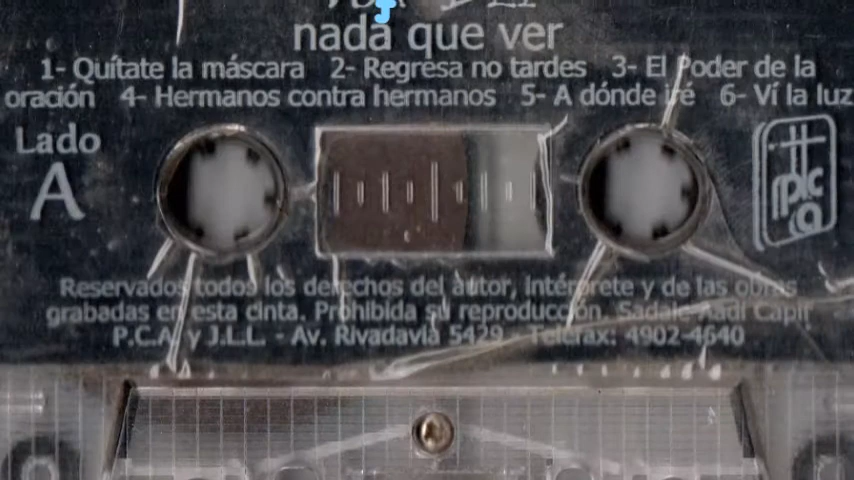 nada que ver
1- Quítate la máscara 2- Regresa no tardes 3- El Poder de la
oración 4- Hermanos contra hermanos 5- A dónde iré 6- Ví la luz
Lado
A
Reservados todos los derechos del autor, intérprete y de las obras
grabadas en esta cinta. Prohibida su reproducción. Sadaic Aadi Capif
P.C.A y J.L.L. - Av. Rivadavia 5429 Telefax: 4902-4640